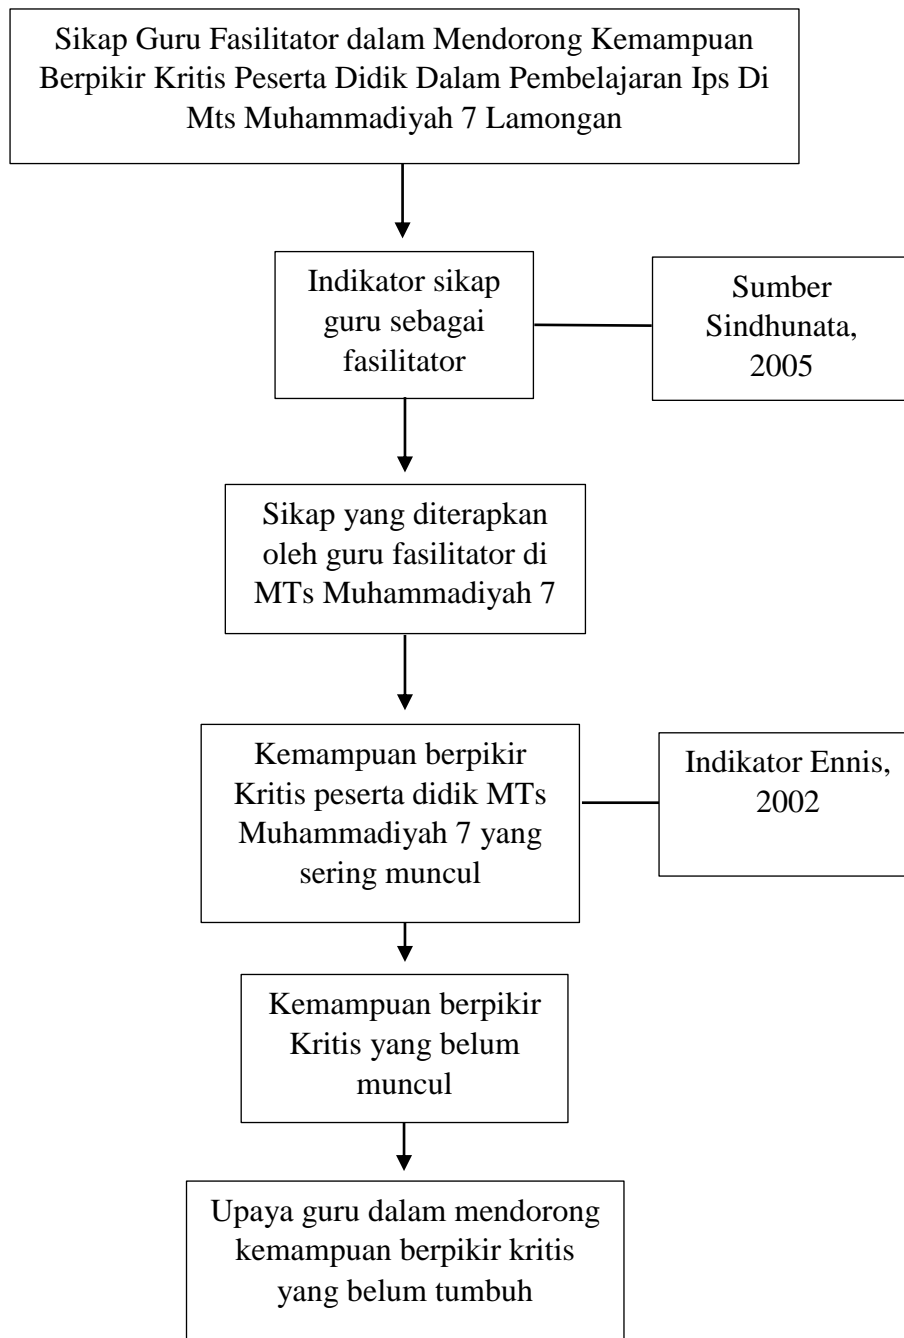 Sikap Guru Fasilitator dalam Mendorong Kemampuan
Berpikir Kritis Peserta Didik Dalam Pembelajaran Ips Di
Mts Muhammadiyah 7 Lamongan
Indikator sikap
guru sebagai
fasilitator
Sumber
Sindhunata,
2005
Sikap yang diterapkan
oleh guru fasilitator di
MTs Muhammadiyah 7
Kemampuan berpikir
Kritis peserta didik MTs
Muhammadiyah 7 yang
sering muncul
Indikator Ennis,
2002
Kemampuan berpikir
Kritis yang belum
muncul
Upaya guru dalam mendorong
kemampuan berpikir kritis
yang belum tumbuh